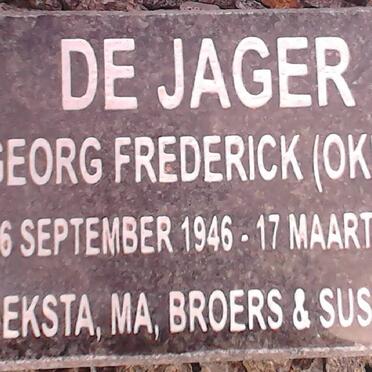 DE JAGER
GEORG FREDERICK (OK
6 SEPTEMBER 1946 - 17 MAART
EKSTA, MA, BROERS & SUS